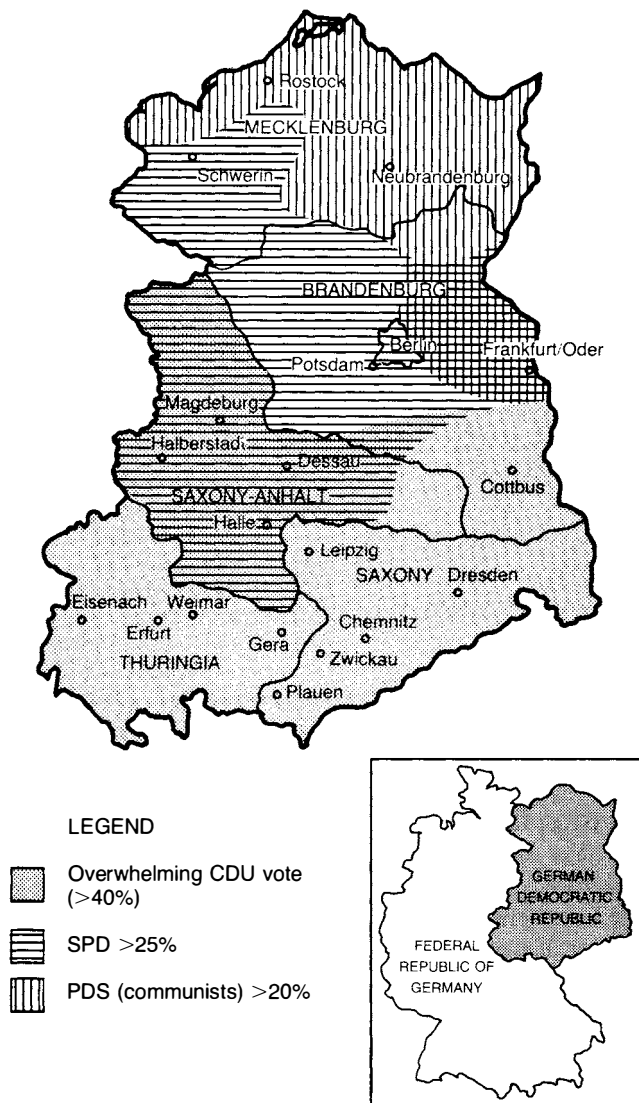 Rostock
MECKLENBURG
Schwerin
Neubrandenburg
BRANDENBURG
Berlin
Frankfurt/Oder
Potsdam
Magdeburg
Halberstadt
Dessau
Cottbus
SAXONY-ANHALT
Halle
Leipzig
SAXONY
Dresden
Eisenach
Weimar
Erfurt
Gera
Chemnitz
THURINGIA
Zwickau
Plauen
LEGEND
Overwhelming CDU vote
(>40%)
SPD >25%
PDS (communists) >20%
GERMAN
DEMOCRATIC
REPUBLIC
FEDERAL
REPUBLIC OF
GERMANY